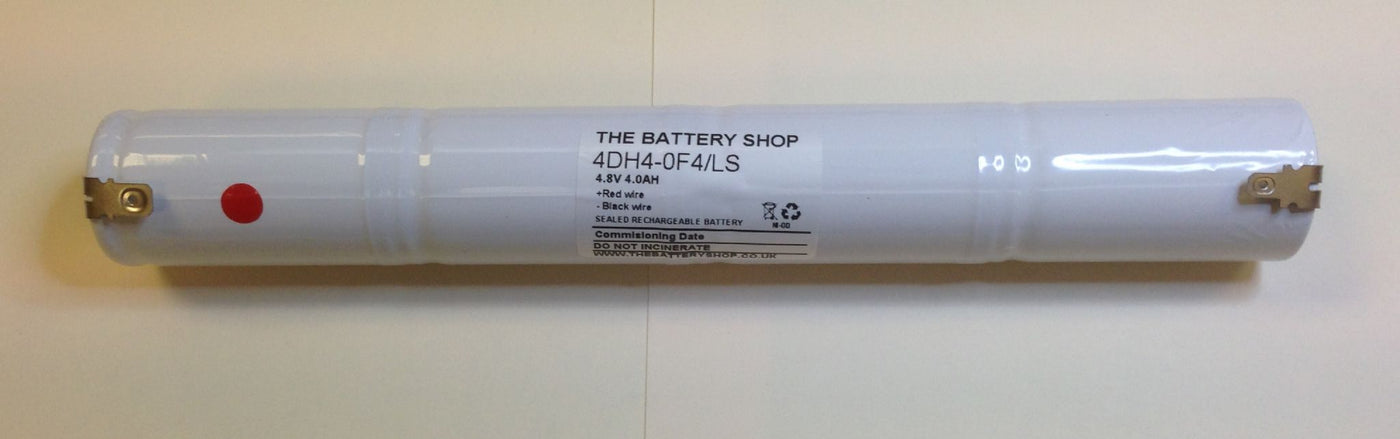 THE BATTERY SHOP
4DH4-0F4/LS
4.8V 4.0AH
+Red wire
- Black wire
SEALED RECHARGEABLE BATTERY
NI-CD
Commisioning Date
DO NOT INCINERATE
WWW.THEBATTERYSHOP.CO.UK